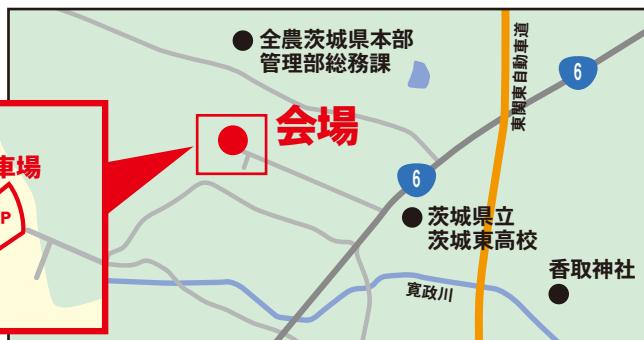 全農茨城県本部
管理部総務課
東関東自動車道
6
会場
車場
P
6
茨城県立
茨城東高校
香取神社
寛政川